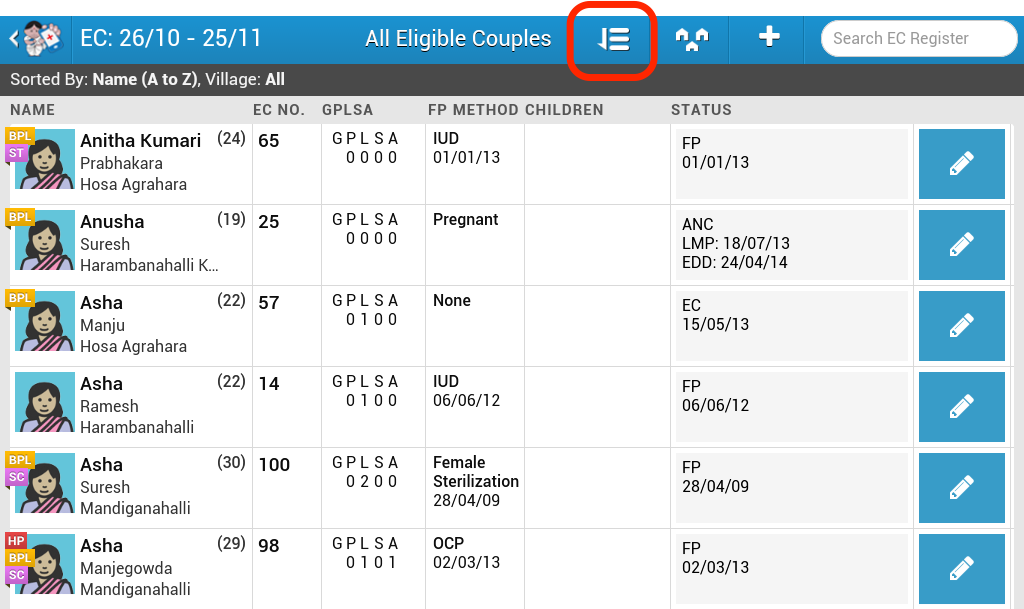 EC: 26/10 - 25/11
All Eligible Couples
Search EC Register
Sorted By: Name (A to Z), Village: All
NAME EC NO. GPLSA FP METHOD CHILDREN STATUS
BPL
ST
Anitha Kumari (24)
Prabhakara
Hosa Agrahara
65
G P L S A
0 0 0 0
IUD
01/01/13
FP
01/01/13
BPL
Anusha (19)
Suresh
Harambanahalli K...
25
G P L S A
0 0 0 0
Pregnant
ANC
LMP: 18/07/13
EDD: 24/04/14
BPL
Asha (22)
Manju
Hosa Agrahara
57
G P L S A
0 1 0 0
None
EC
15/05/13
Asha (22)
Ramesh
Harambanahalli
14
G P L S A
0 1 0 0
IUD
06/06/12
FP
06/06/12
BPL
SC
Asha (30)
Suresh
Mandiganahalli
100
G P L S A
0 2 0 0
Female
Sterilization
28/04/09
FP
28/04/09
HP
BPL
SC
Asha (29)
Manjegowda
Mandiganahalli
98
G P L S A
0 1 0 1
OCP
02/03/13
FP
02/03/13